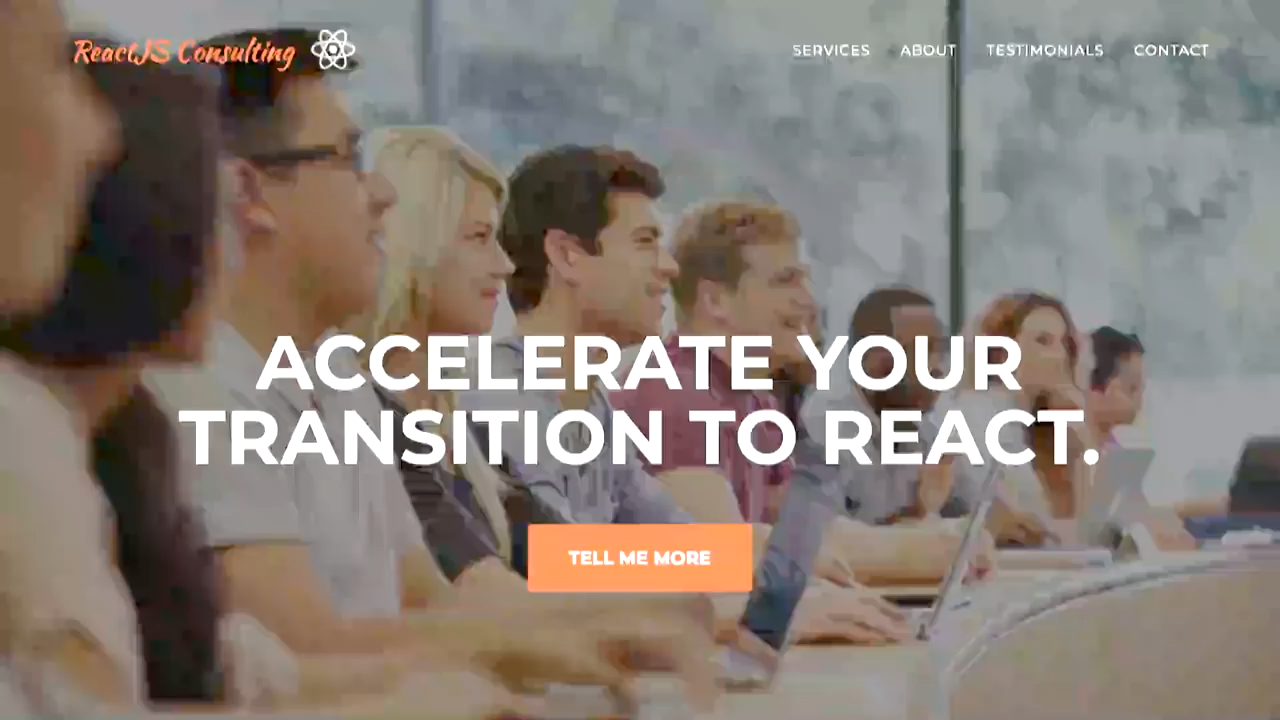 ReactJS Consulting
SERVICES ABOUT TESTIMONIALS CONTACT
ACCELERATE YOUR
TRANSITION TO REACT.
TELL ME MORE